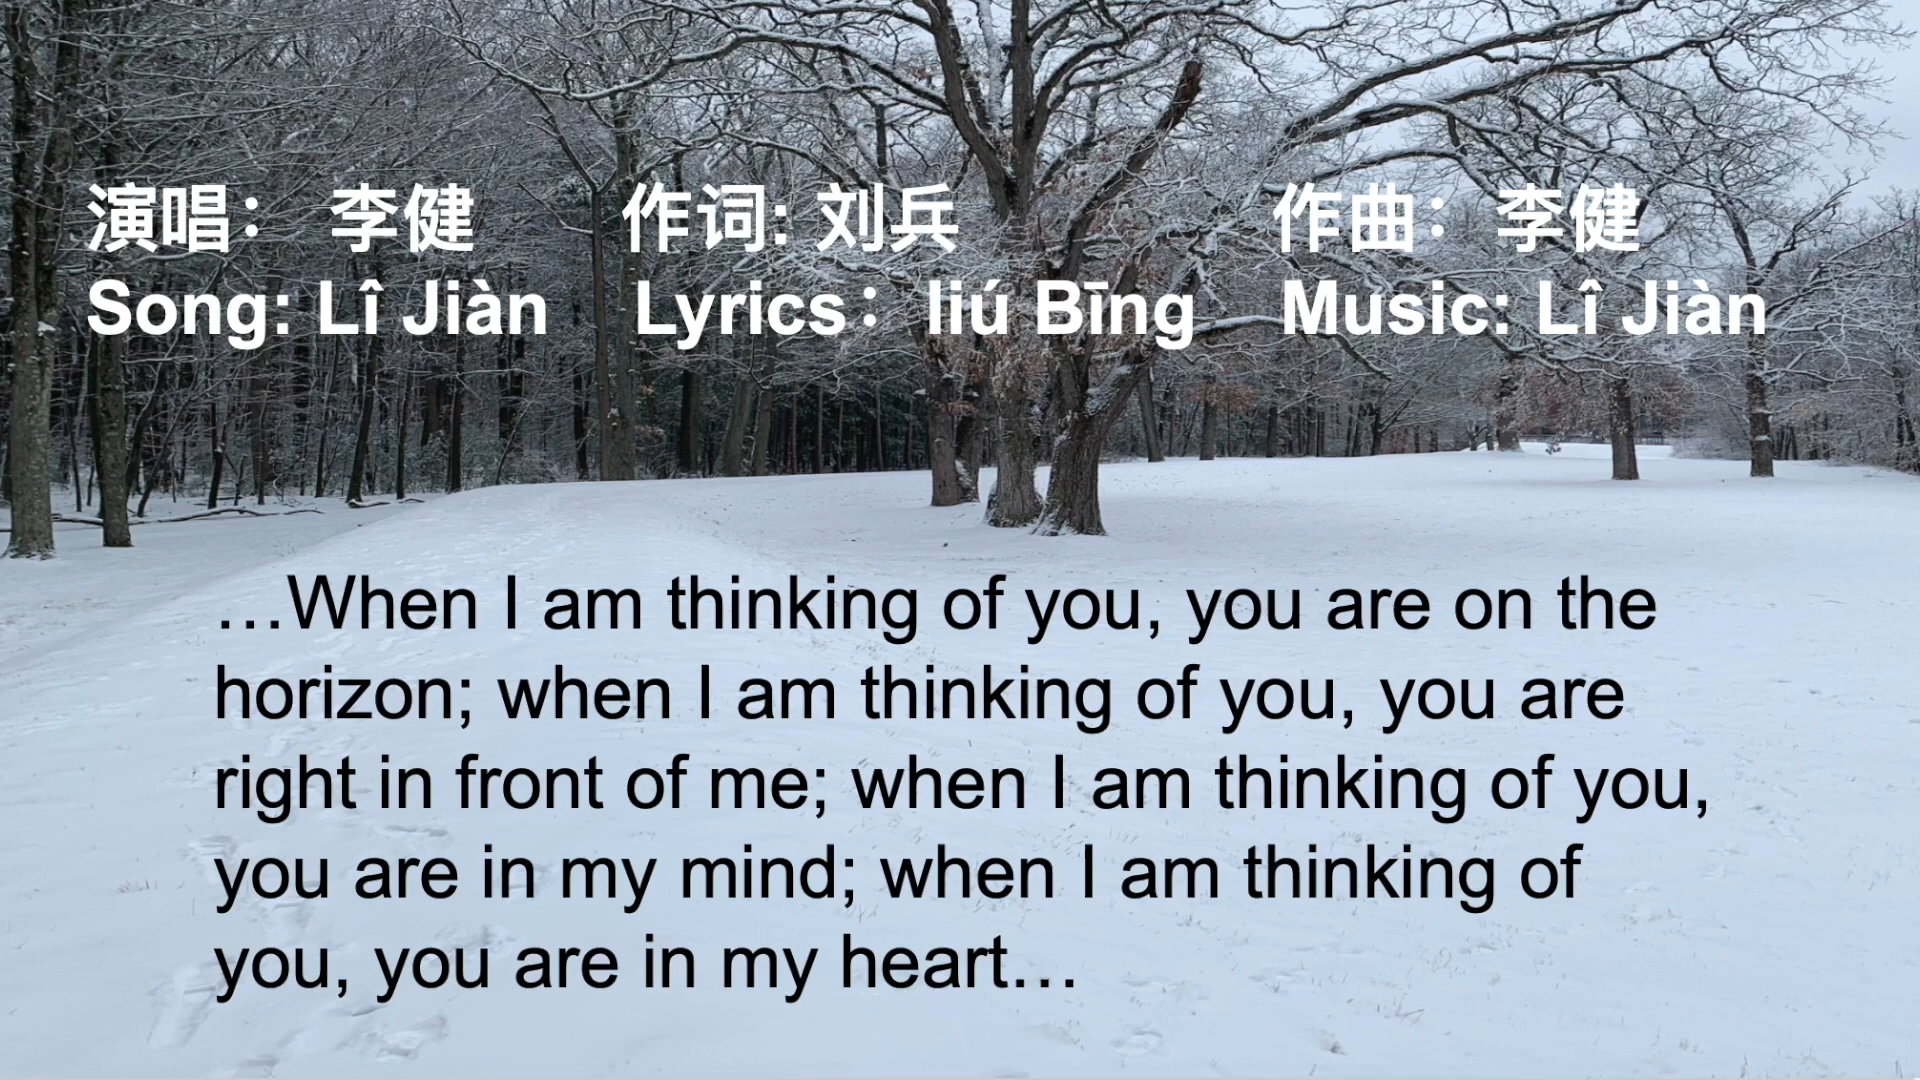 演唱： 李健 作词: 刘兵 作曲：李健
Song: Lî Jiàn Lyrics：liú Bīng Music: Lî Jiàn
…When I am thinking of you, you are on the
horizon; when I am thinking of you, you are
right in front of me; when I am thinking of you,
you are in my mind; when I am thinking of
you, you are in my heart…